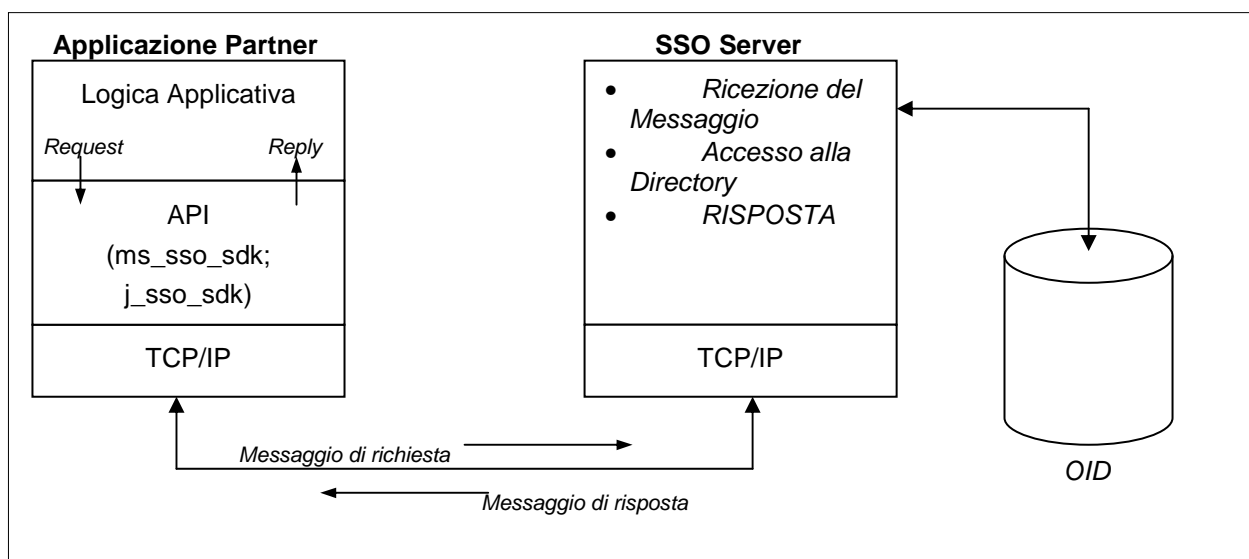 Applicazione Partner
Logica Applicativa
Request
Reply
API
(ms_sso_sdk;
j_sso_sdk)
TCP/IP
SSO Server
• Ricezione del
Messaggio
• Accesso alla
Directory
• RISPOSTA
TCP/IP
OID
Messaggio di richiesta
Messaggio di risposta